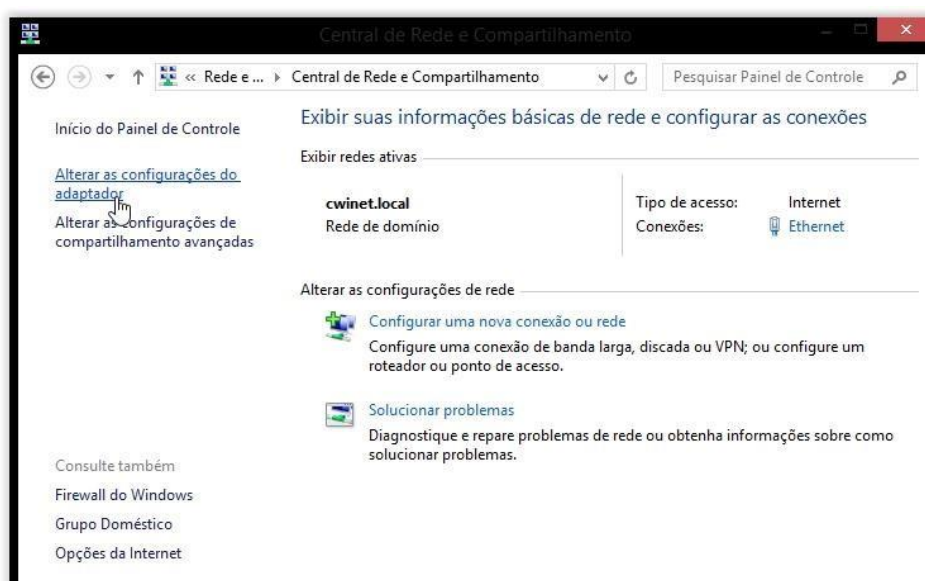 Central de Rede e Compartilhamento
« Rede e ... Central de Rede e Compartilhamento
Pesquisar Painel de Controle
Início do Painel de Controle
Alterar as configurações do
adaptador
Alterar as configurações de
compartilhamento avançadas
Exibir suas informações básicas de rede e configurar as conexões
Exibir redes ativas
cwinet.local
Rede de domínio
Tipo de acesso: Internet
Conexões: Ethernet
Alterar as configurações de rede
Configurar uma nova conexão ou rede
Configure uma conexão de banda larga, discada ou VPN; ou configure um
roteador ou ponto de acesso.
Solucionar problemas
Diagnostique e repare problemas de rede ou obtenha informações sobre como
solucionar problemas.
Consulte também
Firewall do Windows
Grupo Doméstico
Opções da Internet